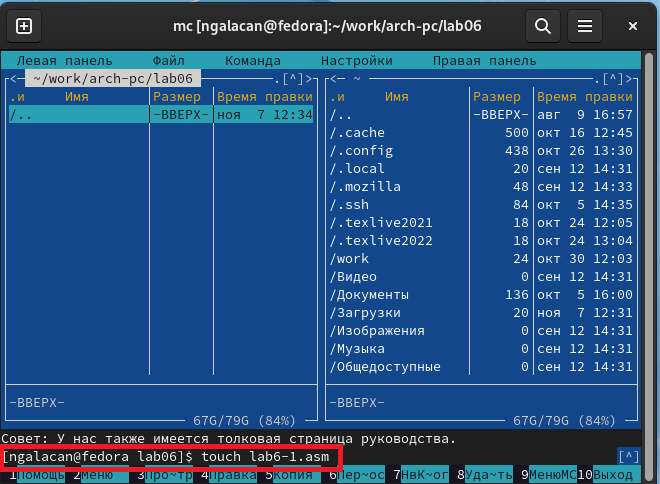 mc [ngalacan@fedora]:~/work/arch-pc/lab06
Левая панель Файл Команда Настройки Правая панель
<— ~/work/arch-pc/lab06 .[^]>
.и Имя Размер Время правки
/.. -ВВЕРХ- ноя 7 12:34
-ВВЕРХ-
67G/79G (84%)
<— ~ .[^]>
.и Имя Размер Время правки
/.. -ВВЕРХ- авг 9 16:57
/.cache 500 окт 16 12:45
/.config 438 окт 26 13:30
/.local 20 сен 12 14:31
/.mozilla 48 сен 12 14:33
/.ssh 84 окт 5 14:35
/.texlive2021 18 окт 24 12:05
/.texlive2022 18 окт 24 13:04
/work 24 окт 30 12:03
/Видео 0 сен 12 14:31
/Документы 136 окт 5 16:00
/Загрузки 20 ноя 7 12:31
/Изображения 0 сен 12 14:31
/Музыка 0 сен 12 14:31
/Общедоступные 0 сен 12 14:31
-ВВЕРХ-
67G/79G (84%)
Совет: У нас также имеется толковая страница руководства.
[ngalacan@fedora lab06]$ touch lab6-1.asm [^]
1Помощь 2Меню 3Про~тр 4Правка 5Копия 6Пер~ос 7НвК~ог 8Уда~ть 9МенюMC 10Выход